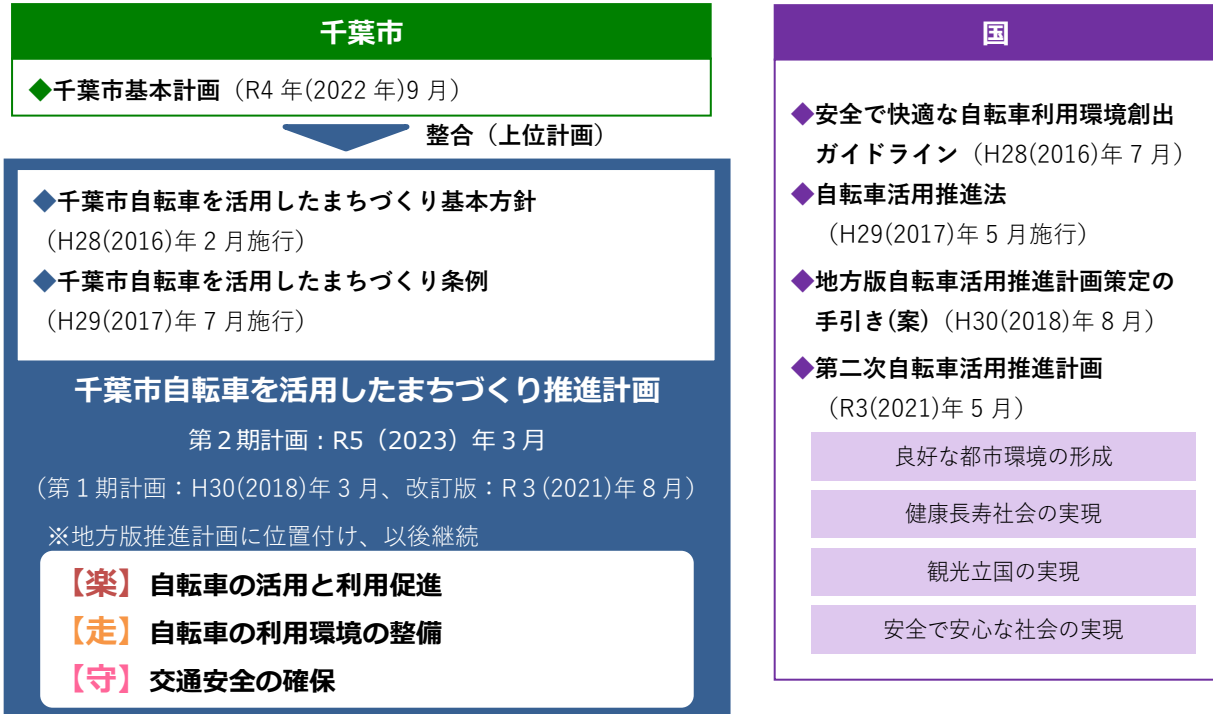 千葉市
◆千葉市基本計画（R4 年(2022 年)9 月）
整合（上位計画）
◆千葉市自転車を活用したまちづくり基本方針
（H28(2016)年 2 月施行）
◆千葉市自転車を活用したまちづくり条例
（H29(2017)年 7 月施行）
千葉市自転車を活用したまちづくり推進計画
第２期計画：R5（2023）年３月
（第１期計画：H30(2018)年 3 月、改訂版：R３(2021)年 8 月）
※地方版推進計画に位置付け、以後継続
【楽】自転車の活用と利用促進
【走】自転車の利用環境の整備
【守】交通安全の確保
国
◆安全で快適な自転車利用環境創出
ガイドライン（H28(2016)年 7 月）
◆自転車活用推進法
（H29(2017)年 5 月施行）
◆地方版自転車活用推進計画策定の
手引き(案)（H30(2018)年 8 月）
◆第二次自転車活用推進計画
（R3(2021)年 5 月）
良好な都市環境の形成
健康長寿社会の実現
観光立国の実現
安全で安心な社会の実現